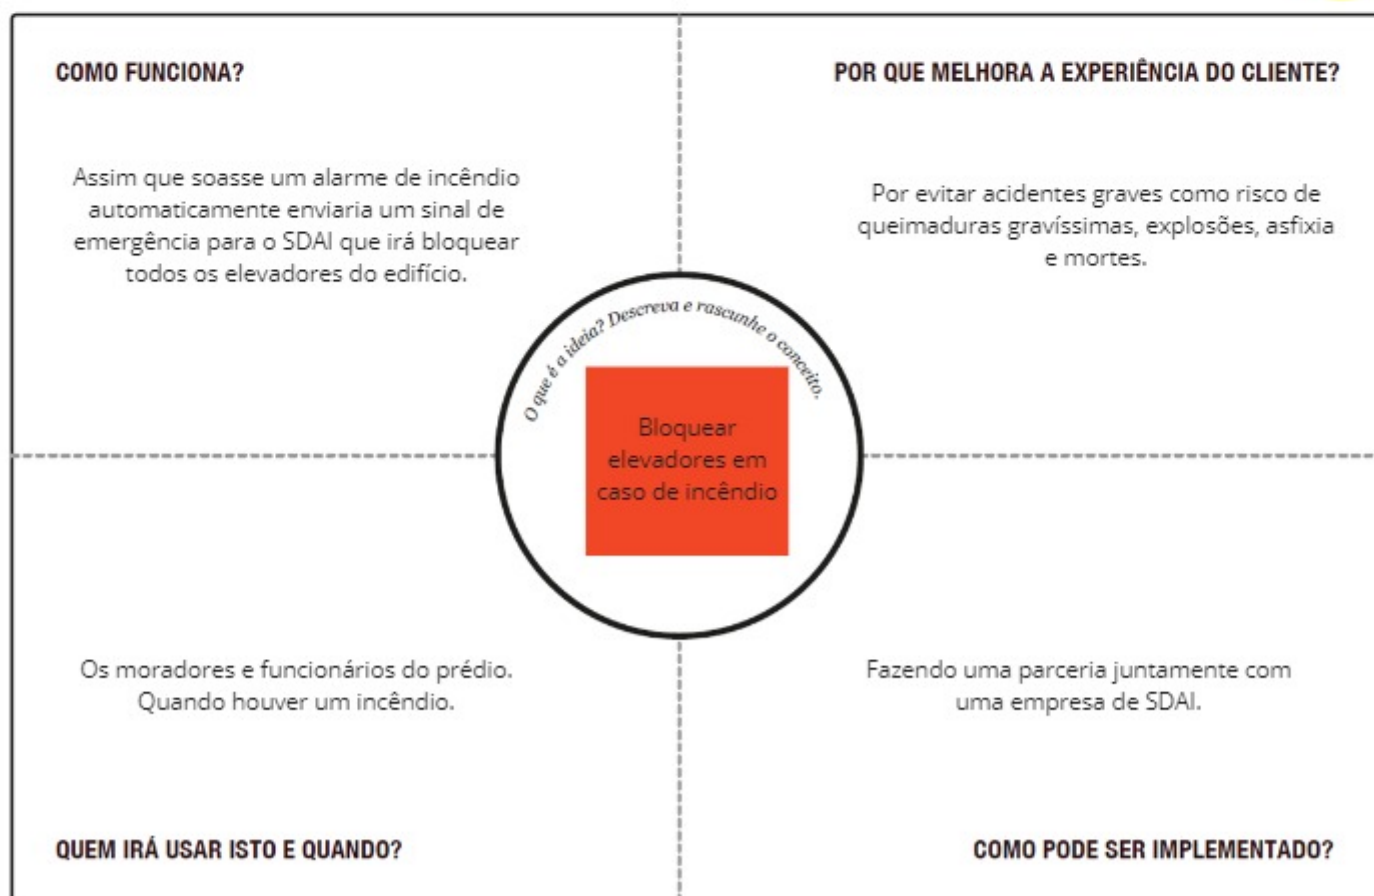 COMO FUNCIONA?
Assim que soasse um alarme de incêndio
automaticamente enviaria um sinal de
emergência para o SDAI que irá bloquear
todos os elevadores do edifício.
POR QUE MELHORA A EXPERIÊNCIA DO CLIENTE?
Por evitar acidentes graves como risco de
queimaduras gravíssimas, explosões, asfixia
e mortes.
O que é a ideia? Descreva e rascunhe o conceito.
Bloquear
elevadores em
caso de incêndio
Os moradores e funcionários do prédio.
Quando houver um incêndio.
QUEM IRÁ USAR ISTO E QUANDO?
Fazendo uma parceria juntamente com
uma empresa de SDAI.
COMO PODE SER IMPLEMENTADO?